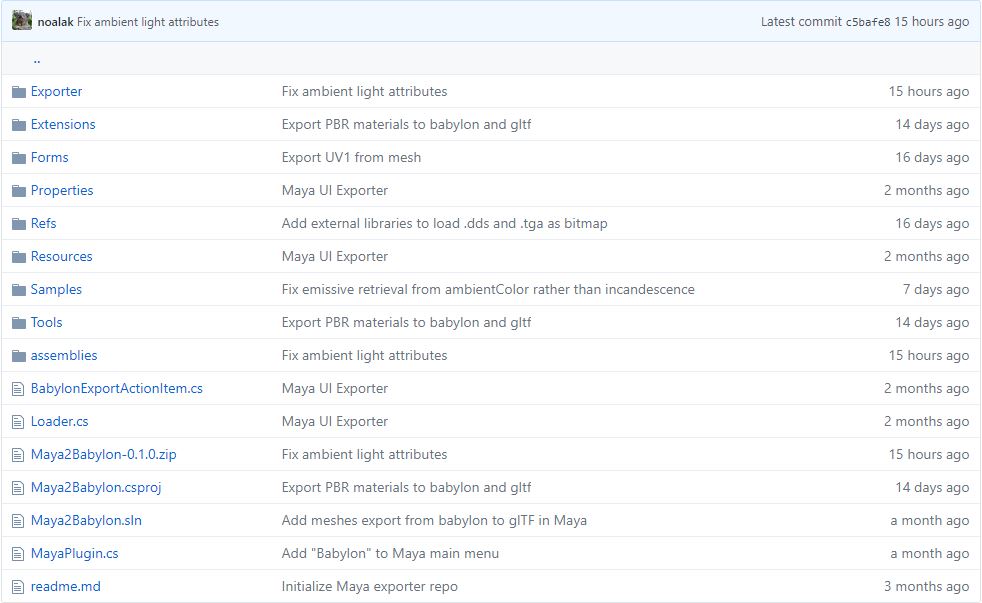 noalak Fix ambient light attributes Latest commit c5bafe8 15 hours ago
..
Exporter Fix ambient light attributes 15 hours ago
Extensions Export PBR materials to babylon and gltf 14 days ago
Forms Export UV1 from mesh 16 days ago
Properties Maya UI Exporter 2 months ago
Refs Add external libraries to load .dds and .tga as bitmap 16 days ago
Resources Maya UI Exporter 2 months ago
Samples Fix emissive retrieval from ambientColor rather than incandescence 7 days ago
Tools Export PBR materials to babylon and gltf 14 days ago
assemblies Fix ambient light attributes 15 hours ago
BabylonExportActionItem.cs Maya UI Exporter 2 months ago
Loader.cs Maya UI Exporter 2 months ago
Maya2Babylon-0.1.0.zip Fix ambient light attributes 15 hours ago
Maya2Babylon.csproj Export PBR materials to babylon and gltf 14 days ago
Maya2Babylon.sln Add meshes export from babylon to glTF in Maya a month ago
MayaPlugin.cs Add "Babylon" to Maya main menu a month ago
readme.md Initialize Maya exporter repo 3 months ago